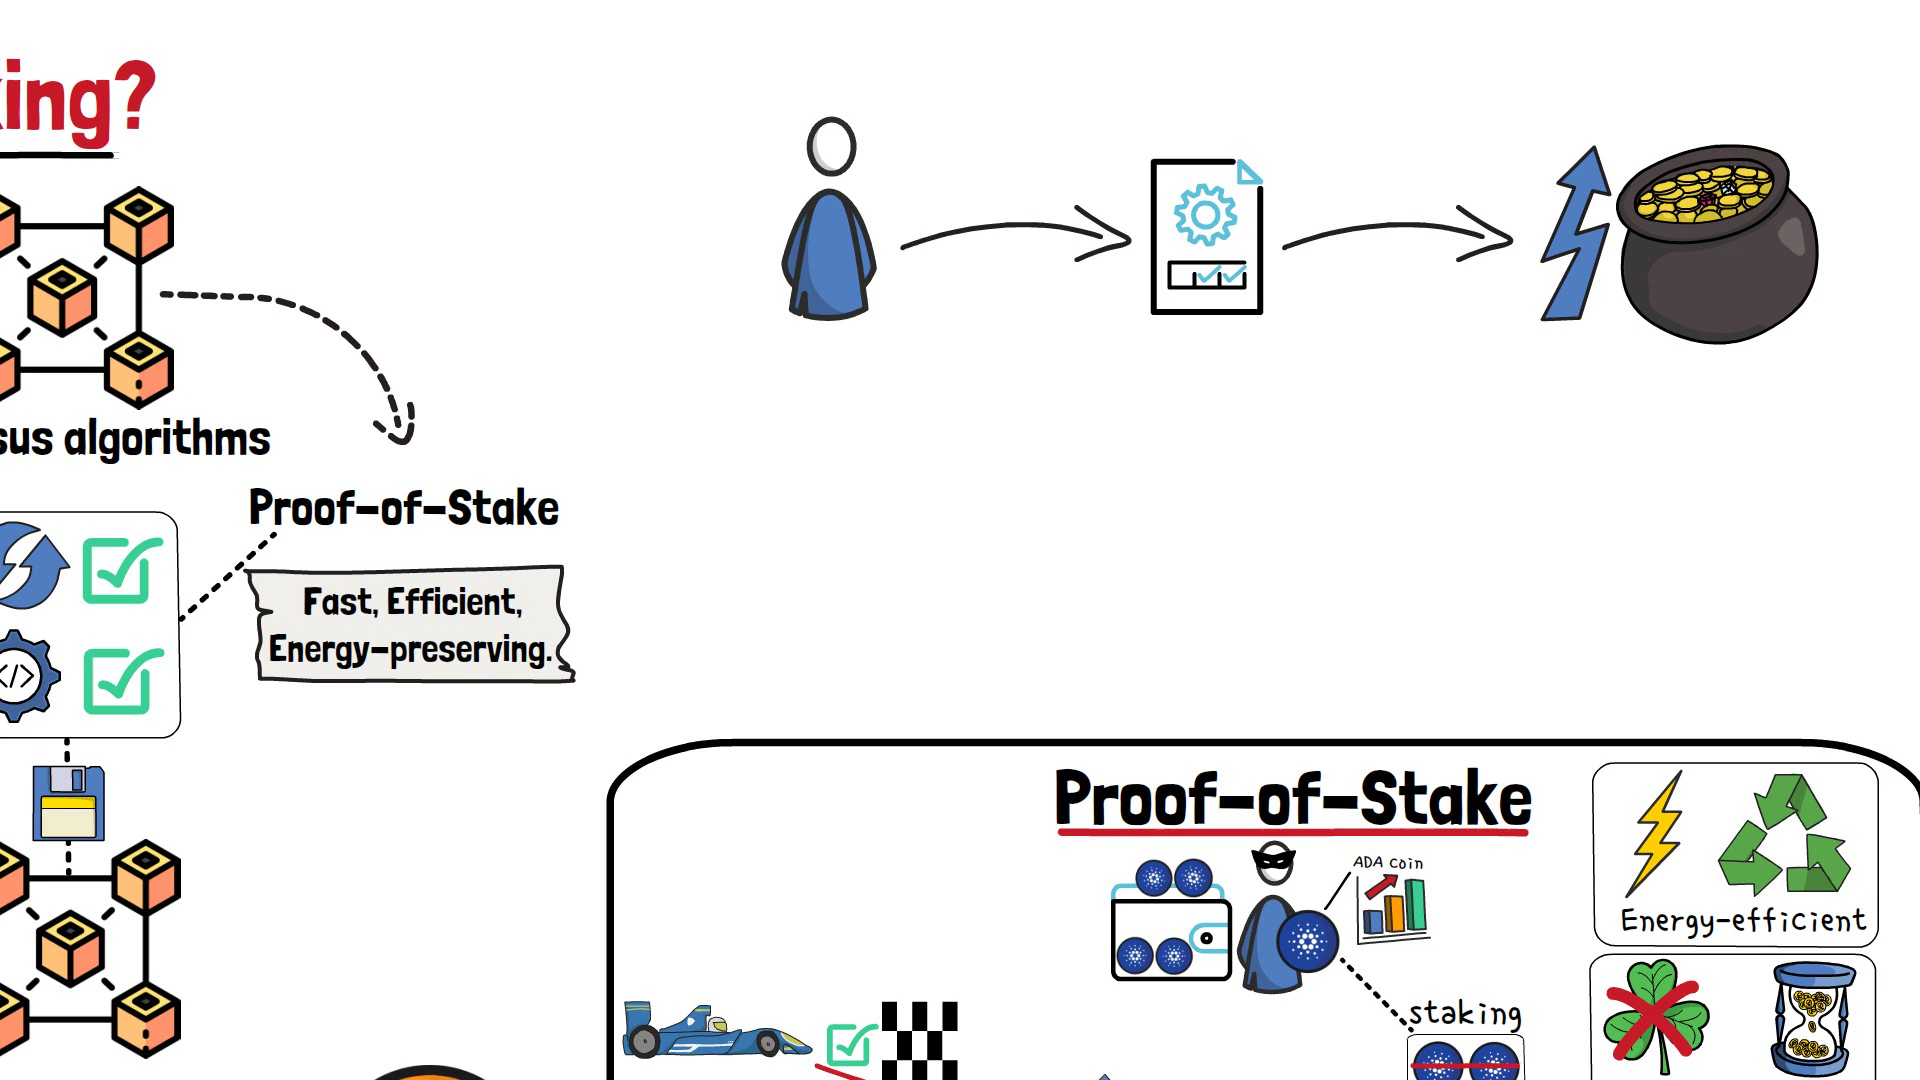 ing?
sus algorithms
Proof-of-Stake
Fast, Efficient,
Energy-preserving.
Proof-of-Stake
ADA coin
Energy-efficient
staking